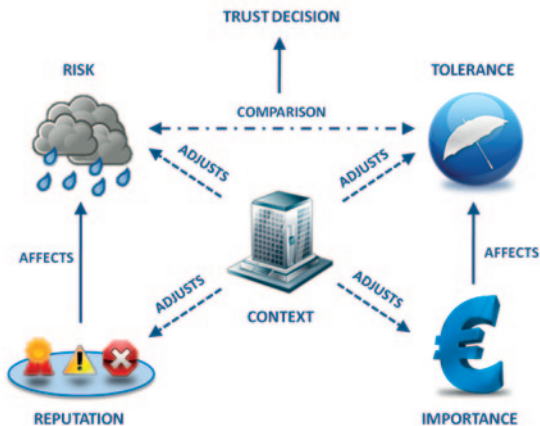 TRUST DECISION
RISK
TOLERANCE
COMPARISON
ADJUSTS
ADJUSTS
AFFECTS
AFFECTS
ADJUSTS
ADJUSTS
CONTEXT
REPUTATION
IMPORTANCE